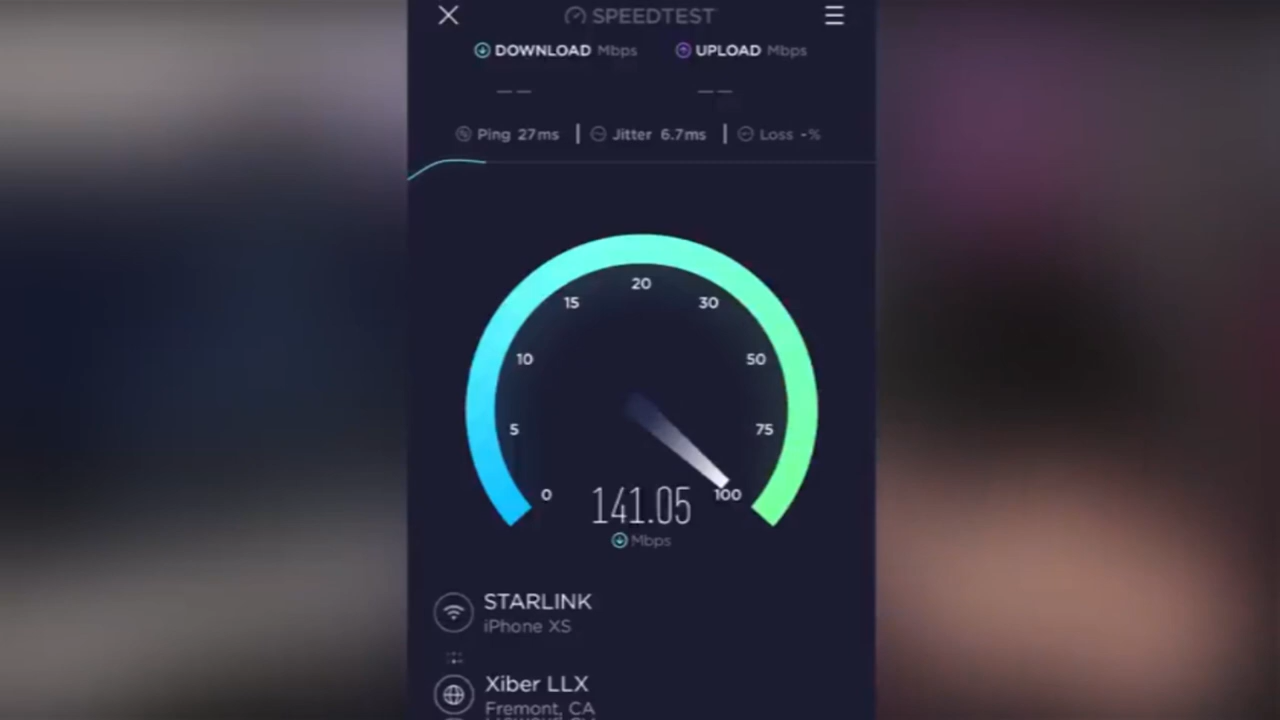 SPEEDTEST
DOWNLOAD Mbps UPLOAD Mbps
— — — —
Ping 27ms | Jitter 6.7ms | Loss -%
20
15 30
10 50
5 75
0 100
141.05
Mbps
STARLINK
iPhone XS
Xiber LLX
Fremont, CA